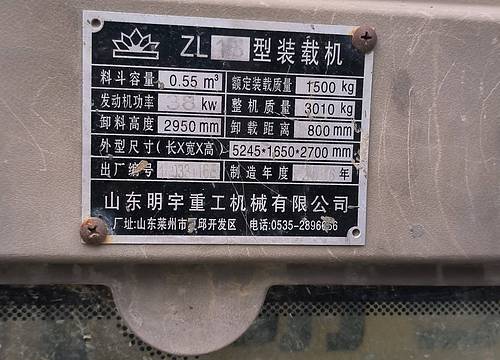 ZL 18 型装载机
料斗容量 0.55 m³ 额定装载质量 1500 kg
发动机功率 38 kw 整机质量 3010 kg
卸料高度 2950 mm 卸载距离 800 mm
外型尺寸(长X宽X高) 5245*1650*2700 mm
出厂编号 制造年度 年
山东明宇重工机械有限公司
厂址:山东莱州市 邱开发区 电话:0535-2896666